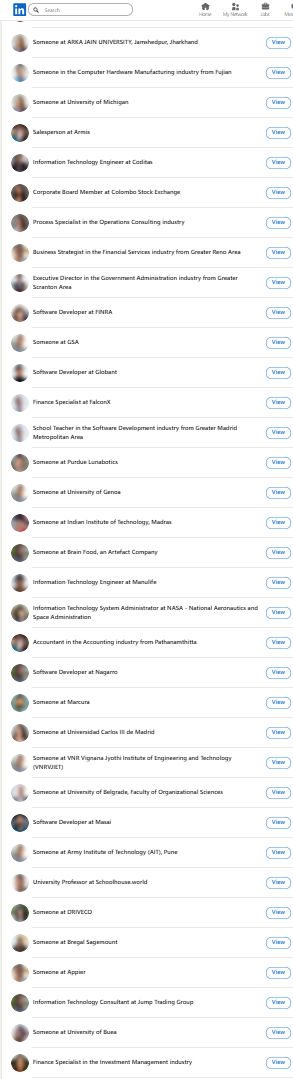 in Search
Home My Network Jobs
Someone at ARKA JAIN UNIVERSITY, Jamshedpur, Jharkhand View
Someone in the Computer Hardware Manufacturing industry from Fujian View
Someone at University of Michigan View
Salesperson at Armis View
Information Technology Engineer at Coditas View
Corporate Board Member at Colombo Stock Exchange View
Process Specialist in the Operations Consulting industry View
Business Strategist in the Financial Services industry from Greater Reno Area View
Executive Director in the Government Administration industry from Greater
Scranton Area View
Software Developer at FINRA View
Someone at GSA View
Software Developer at Globant View
Finance Specialist at FalconX View
School Teacher in the Software Development industry from Greater Madrid
Metropolitan Area View
Someone at Purdue Lunabotics View
Someone at University of Genoa View
Someone at Indian Institute of Technology, Madras View
Someone at Brain Food, an Artefact Company View
Information Technology Engineer at Manulife View
Information Technology System Administrator at NASA - National Aeronautics and
Space Administration View
Accountant in the Accounting industry from Pathanamthitta View
Software Developer at Nagarro View
Someone at Marcura View
Someone at Universidad Carlos III de Madrid View
Someone at VNR Vignana Jyothi Institute of Engineering and Technology
(VNRVJIET) View
Someone at University of Belgrade, Faculty of Organizational Sciences View
Software Developer at Masai View
Someone at Army Institute of Technology (AIT), Pune View
University Professor at Schoolhouse.world View
Someone at DRIVECO View
Someone at Bregal Sagemount View
Someone at Appier View
Information Technology Consultant at Jump Trading Group View
Someone at University of Buea View
Finance Specialist in the Investment Management industry View